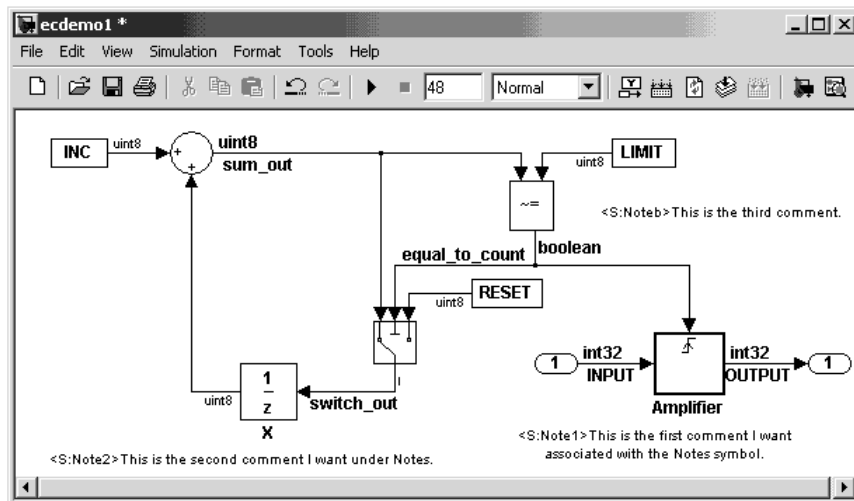 ecdemo1 *
File Edit View Simulation Format Tools Help
48 Normal
INC uint8 + + uint8
sum_out
uint8 LIMIT
~=
<S:Noteb>This is the third comment.
equal_to_count boolean
uint8 RESET
1 int32 INPUT int32 OUTPUT 1
Amplifier
uint8 1 z switch_out
X
<S:Note2>This is the second comment I want under Notes.
<S:Note1>This is the first comment I want
associated with the Notes symbol.